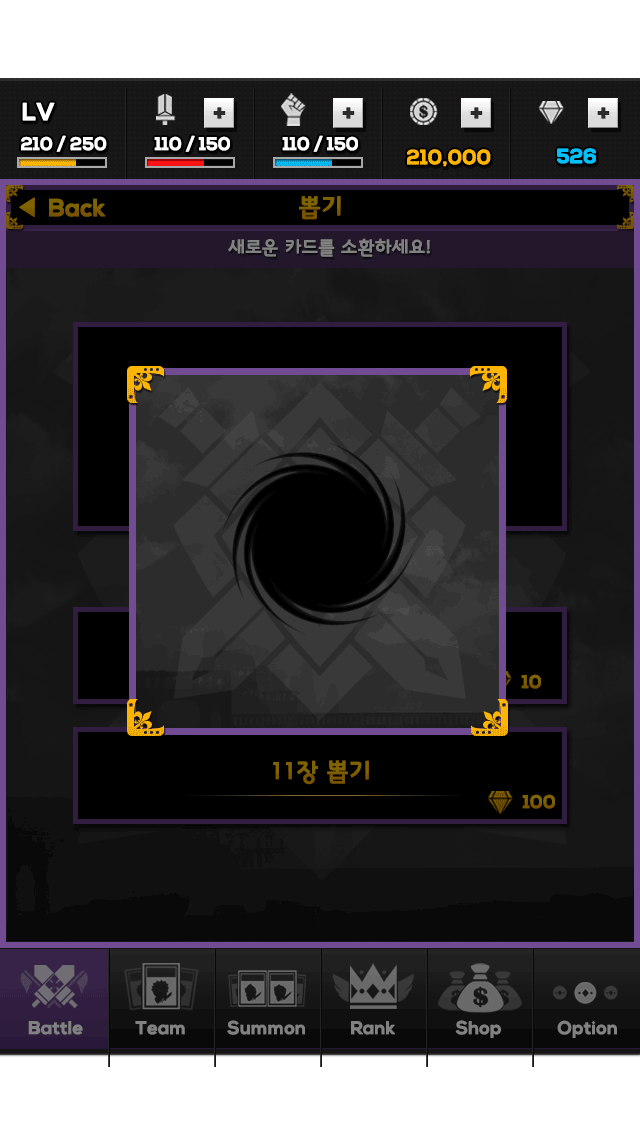 LV
210 / 250
110 / 150
110 / 150
210,000
526
Back
뽑기
새로운 카드를 소환하세요!
10
11장 뽑기
100
Battle
Team
Summon
Rank
Shop
Option